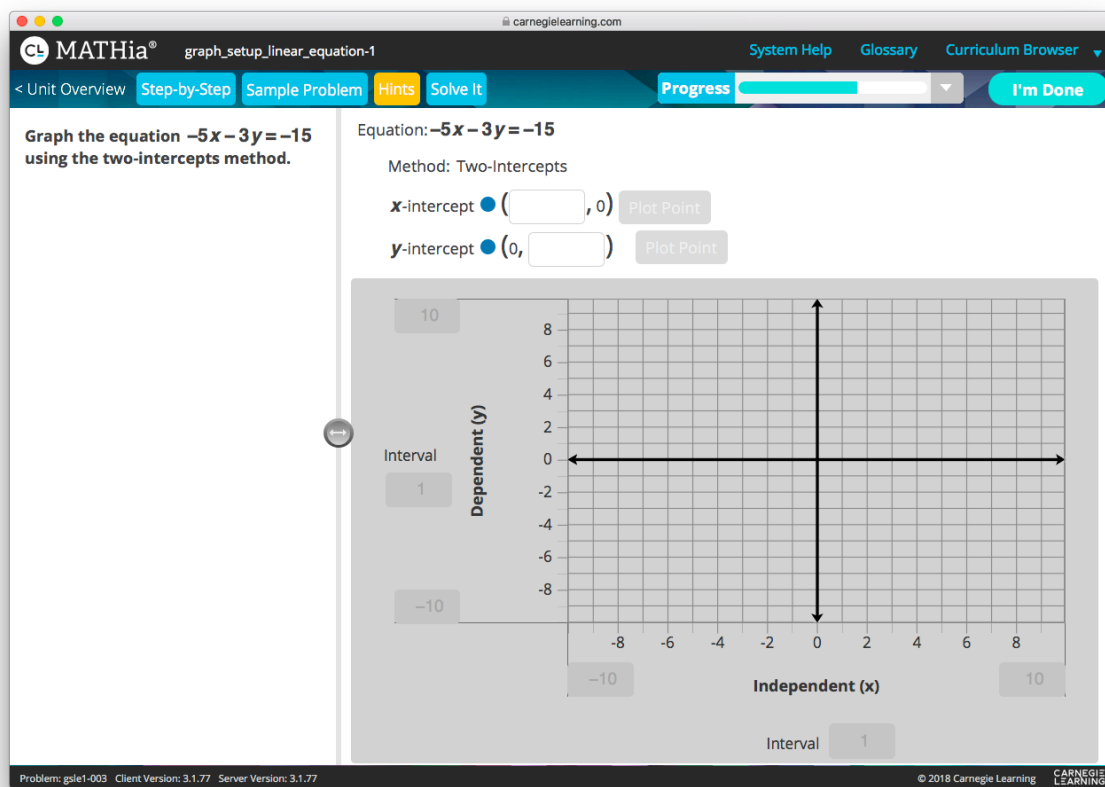 carnegielearning.com
CL MATHia® graph_setup_linear_equation-1 System Help Glossary Curriculum Browser
< Unit Overview Step-by-Step Sample Problem Hints Solve It Progress I'm Done
Graph the equation –5x – 3y = –15
using the two-intercepts method.
Equation: –5x – 3y = –15
Method: Two-Intercepts
x-intercept ( , 0) Plot Point
y-intercept (0, ) Plot Point
10
8
6
4
2
0
-2
-4
-6
-8
Dependent (y)
Interval
1
–10
-8 -6 -4 -2 0 2 4 6 8
–10 Independent (x) 10
Interval 1
Problem: gsle1-003 Client Version: 3.1.77 Server Version: 3.1.77 © 2018 Carnegie Learning CARNEGIE
LEARNING